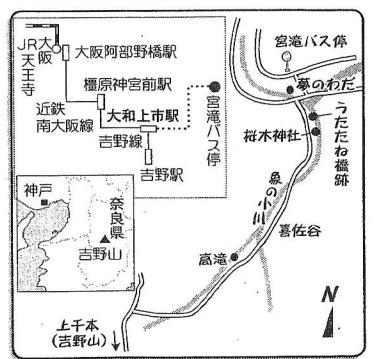 JR大阪
天王寺
大阪阿部野橋駅
橿原神宮前駅
近鉄
南大阪線
大和上市駅
吉野線
吉野駅
宮滝バス停
宮滝バス停
夢のわだ
うたたね橋跡
桜木神社
象の小川
喜佐谷
高滝
神戸
奈良県
吉野山
上千本
(吉野山)
N